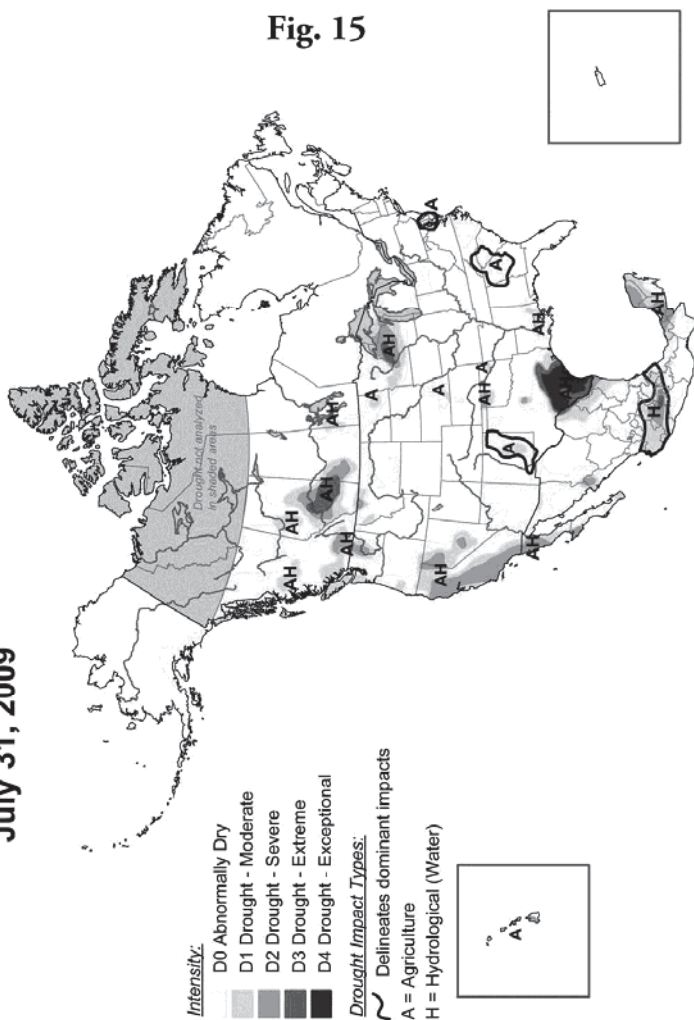 Fig. 15
July 31, 2009
Drought not analyzed
in shaded areas
AH
AH
AH
AH
AH
AH
AH
A
A
AH
A
A
A
A
AH
AH
AH
H
AH
Intensity:
D0 Abnormally Dry
D1 Drought - Moderate
D2 Drought - Severe
D3 Drought - Extreme
D4 Drought - Exceptional
Drought Impact Types:
Delineates dominant impacts
A = Agriculture
H = Hydrological (Water)
A